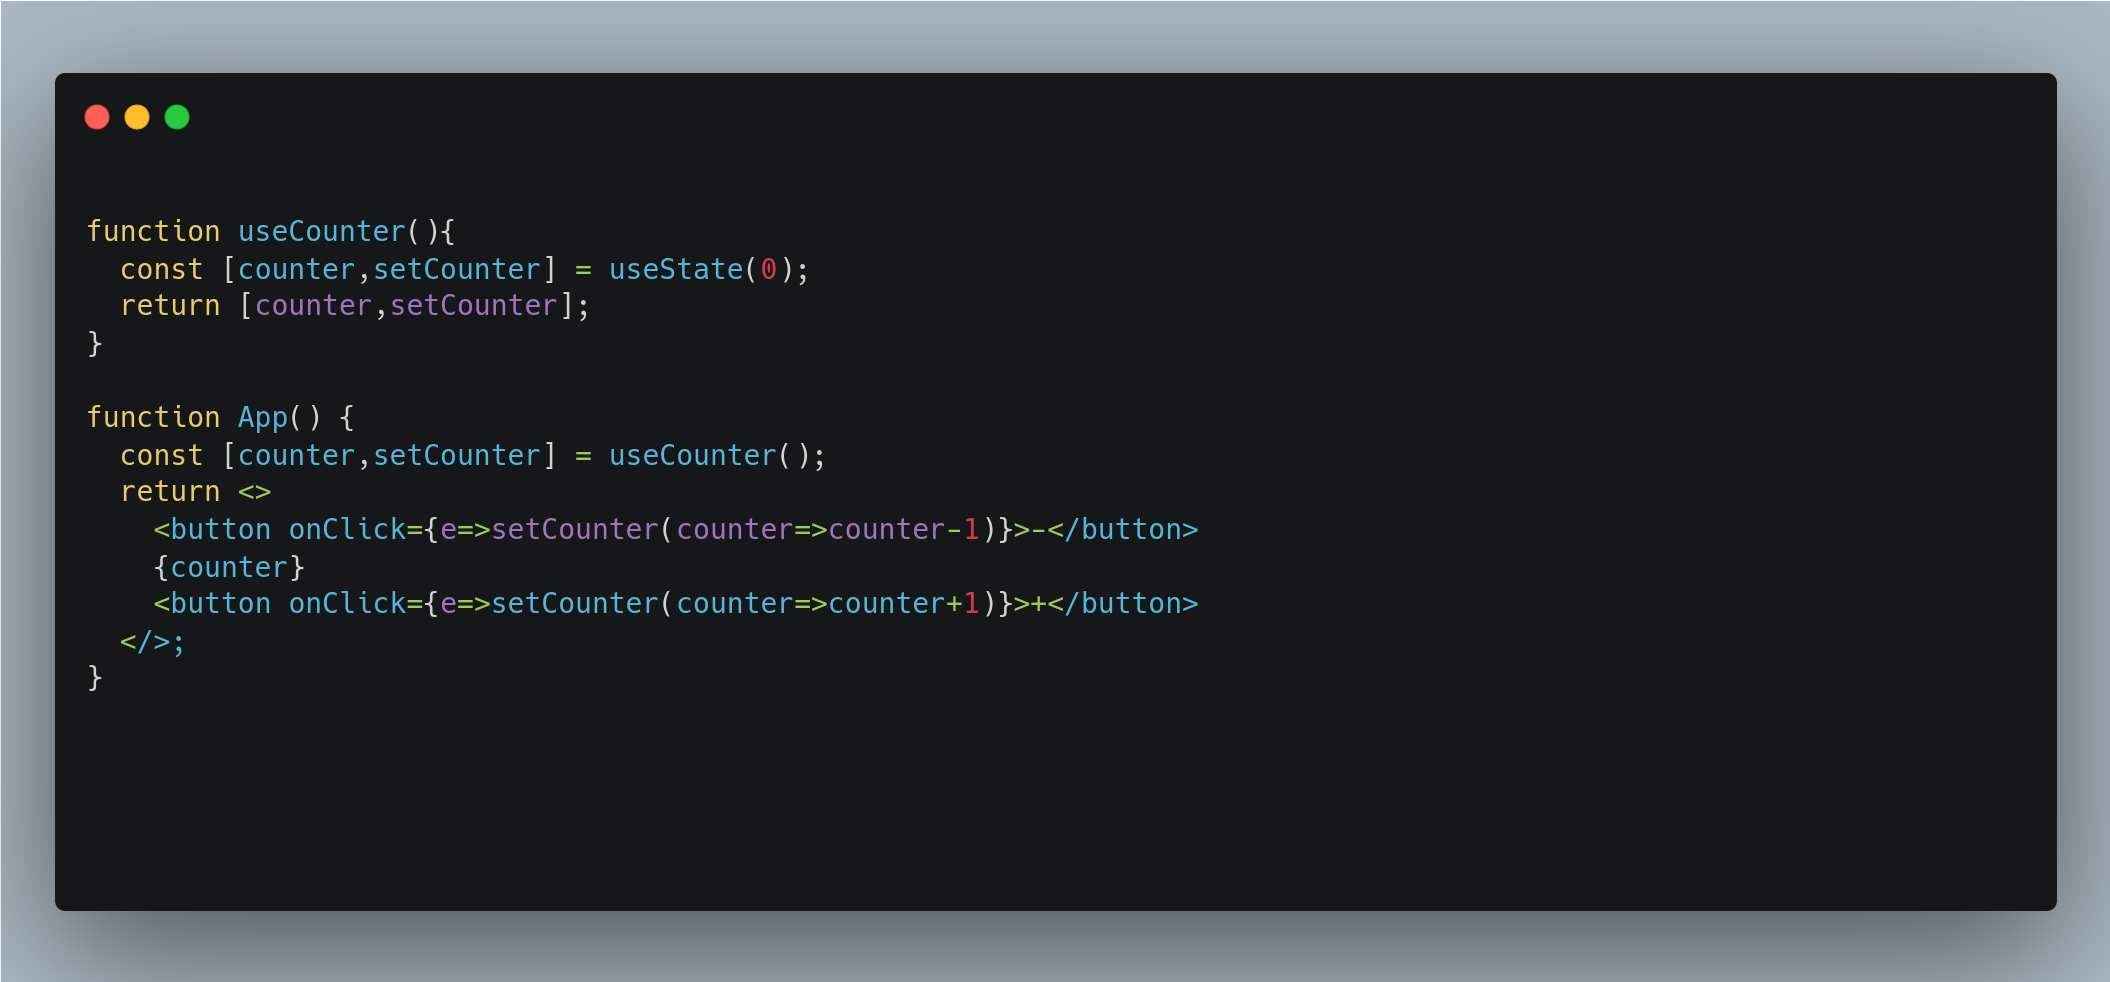 function useCounter(){
  const [counter,setCounter] = useState(0);
  return [counter,setCounter];
}
function App() {
  const [counter,setCounter] = useCounter();
  return <>
    <button onClick={e=>setCounter(counter=>counter-1)}>-</button>
    {counter}
    <button onClick={e=>setCounter(counter=>counter+1)}>+</button>
  </>;
}